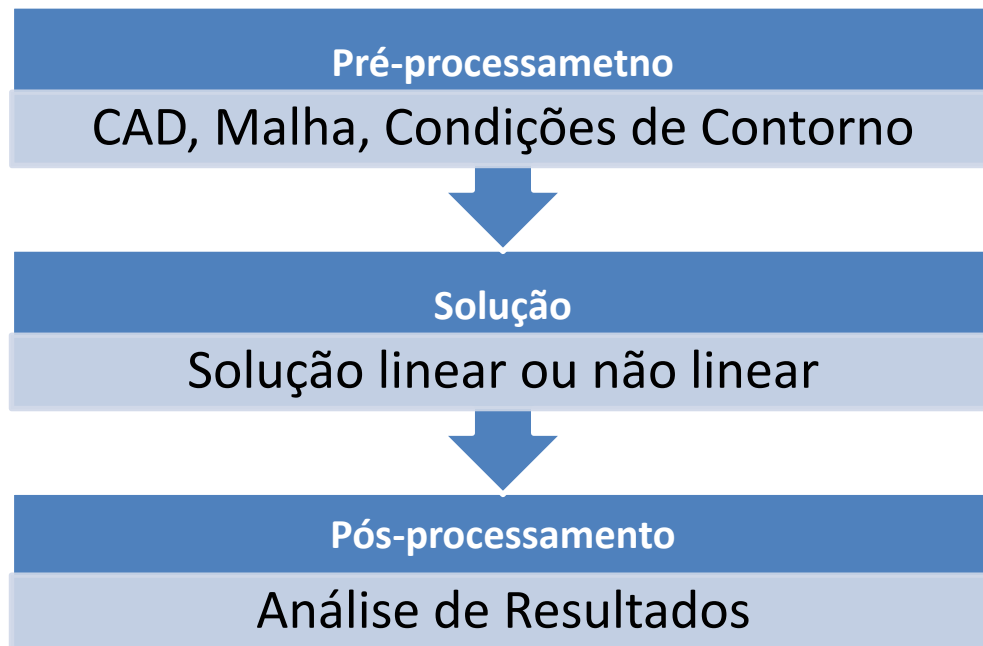 Pré-processametno
CAD, Malha, Condições de Contorno
Solução
Solução linear ou não linear
Pós-processamento
Análise de Resultados